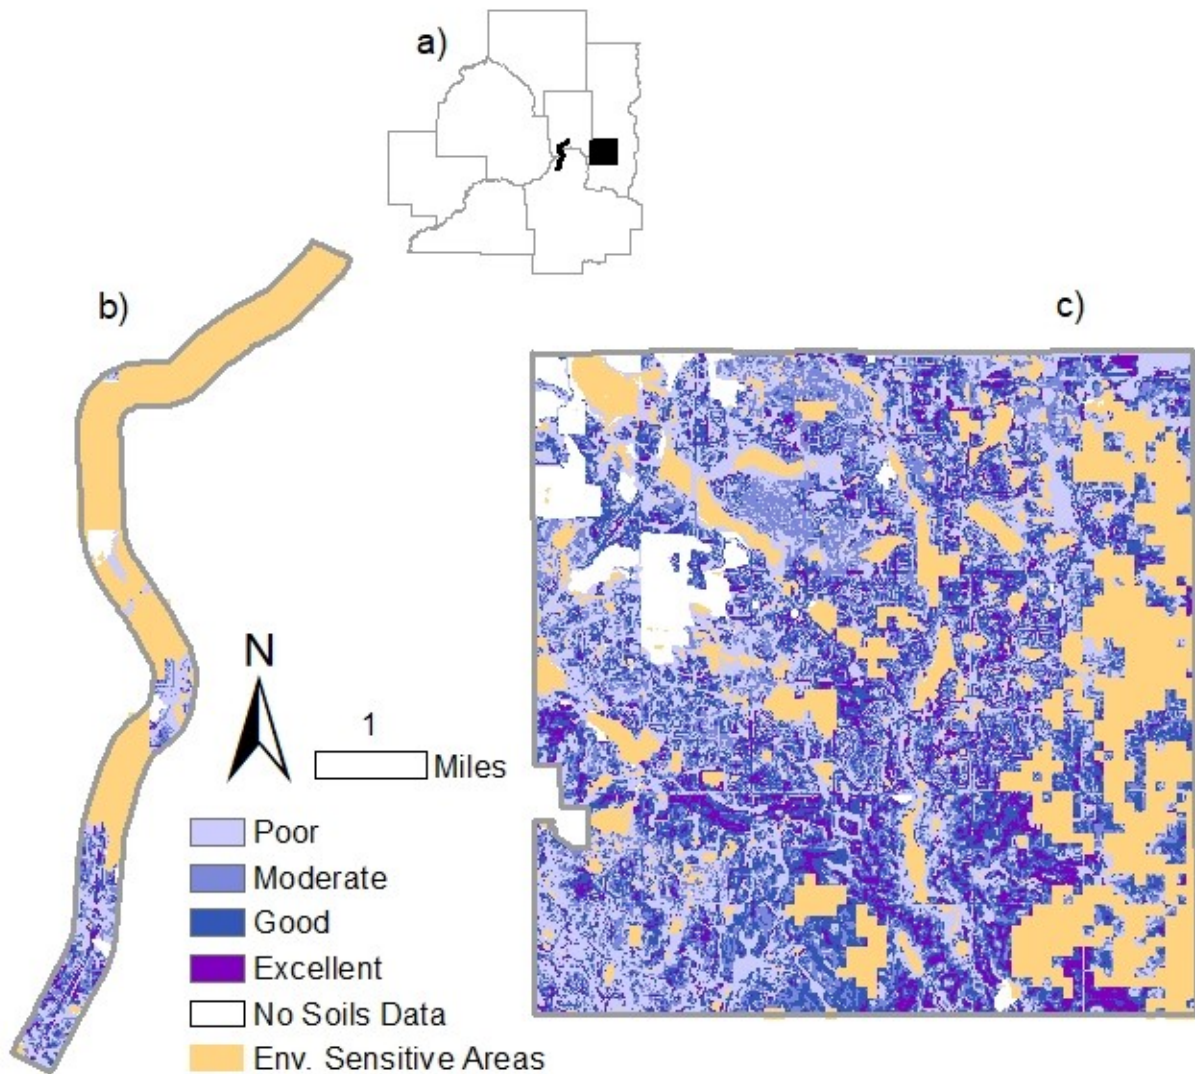 a)
b)
c)
N
1
Miles
Poor
Moderate
Good
Excellent
No Soils Data
Env. Sensitive Areas